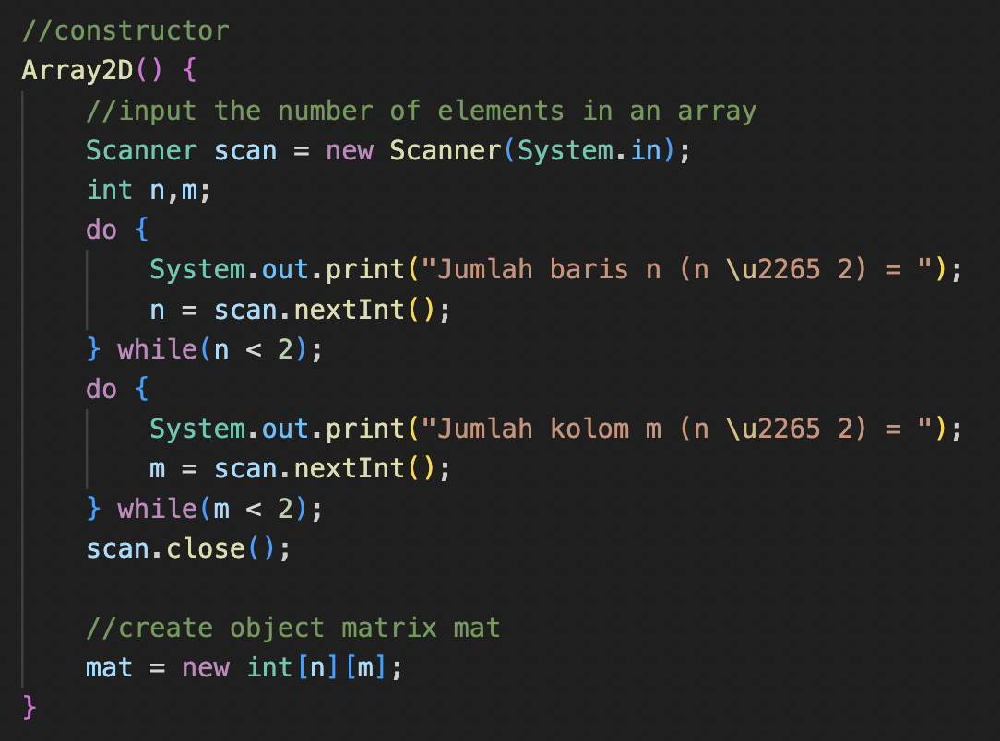 //constructor
Array2D() {
    //input the number of elements in an array
    Scanner scan = new Scanner(System.in);
    int n,m;
    do {
        System.out.print("Jumlah baris n (n \u2265 2) = ");
        n = scan.nextInt();
    } while(n < 2);
    do {
        System.out.print("Jumlah kolom m (n \u2265 2) = ");
        m = scan.nextInt();
    } while(m < 2);
    scan.close();

    //create object matrix mat
    mat = new int[n][m];
}